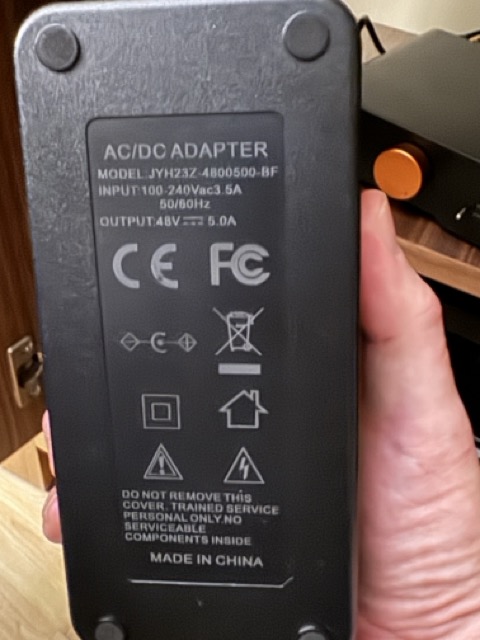 AC/DC ADAPTER
MODEL:JYH23Z-4800500-BF
INPUT:100-240Vac3.5A
50/60Hz
OUTPUT:48V⎓5.0A
CE FC
DO NOT REMOVE THIS
COVER. TRAINED SERVICE
PERSONAL ONLY.NO
SERVICEABLE
COMPONENTS INSIDE
MADE IN CHINA